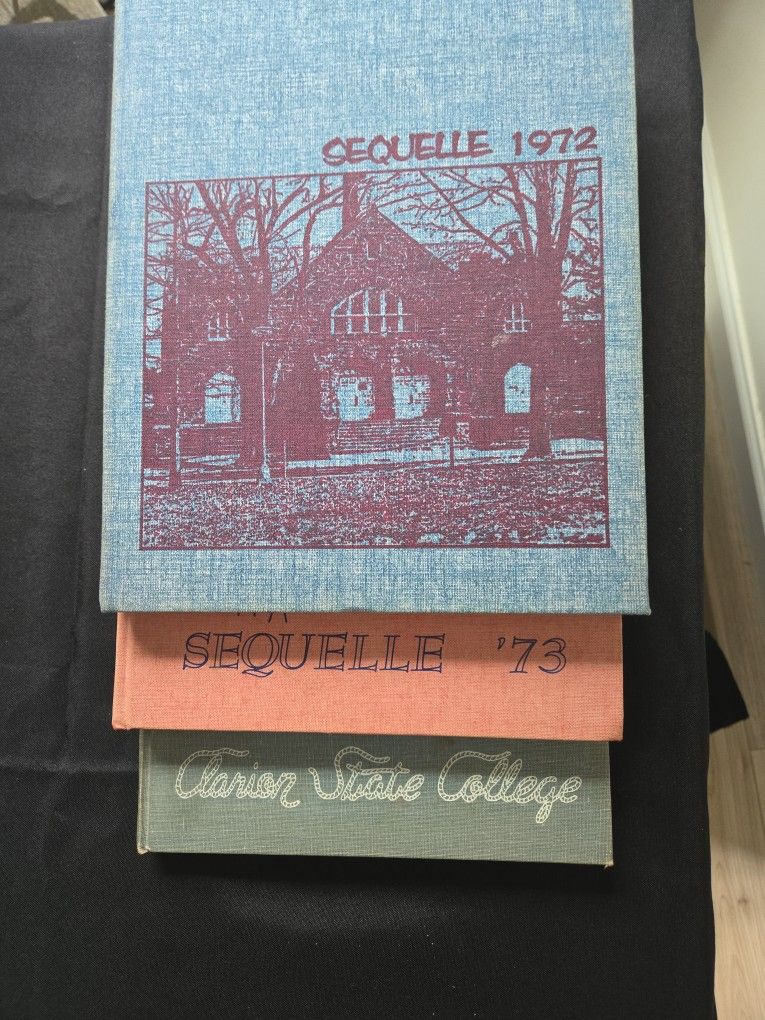 SEQUELLE 1972
SEQUELLE '73
Clarion State College